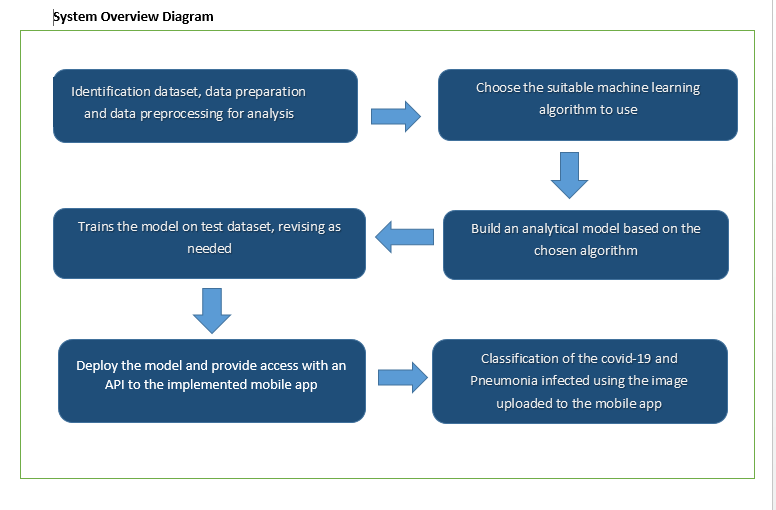 System Overview Diagram
Identification dataset, data preparation
and data preprocessing for analysis
Choose the suitable machine learning
algorithm to use
Build an analytical model based on the
chosen algorithm
Trains the model on test dataset, revising as
needed
Deploy the model and provide access with an
API to the implemented mobile app
Classification of the covid-19 and
Pneumonia infected using the image
uploaded to the mobile app